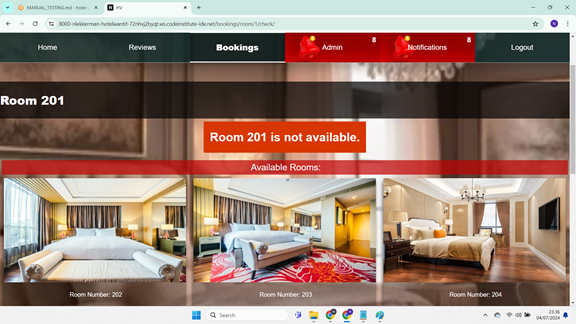 MANUAL_TESTING.md - hotel-
HV
8000-nikkkerman-hotelwantit-72nhvj2byqt.ws.codeinstitute-ide.net/bookings/room/1/check/
Home
Reviews
Bookings
Admin
8
Notifications
8
Logout
Room 201
Room 201 is not available.
Available Rooms:
Room Number: 202
Room Number: 203
Room Number: 204
Search
23:36
04/07/2024